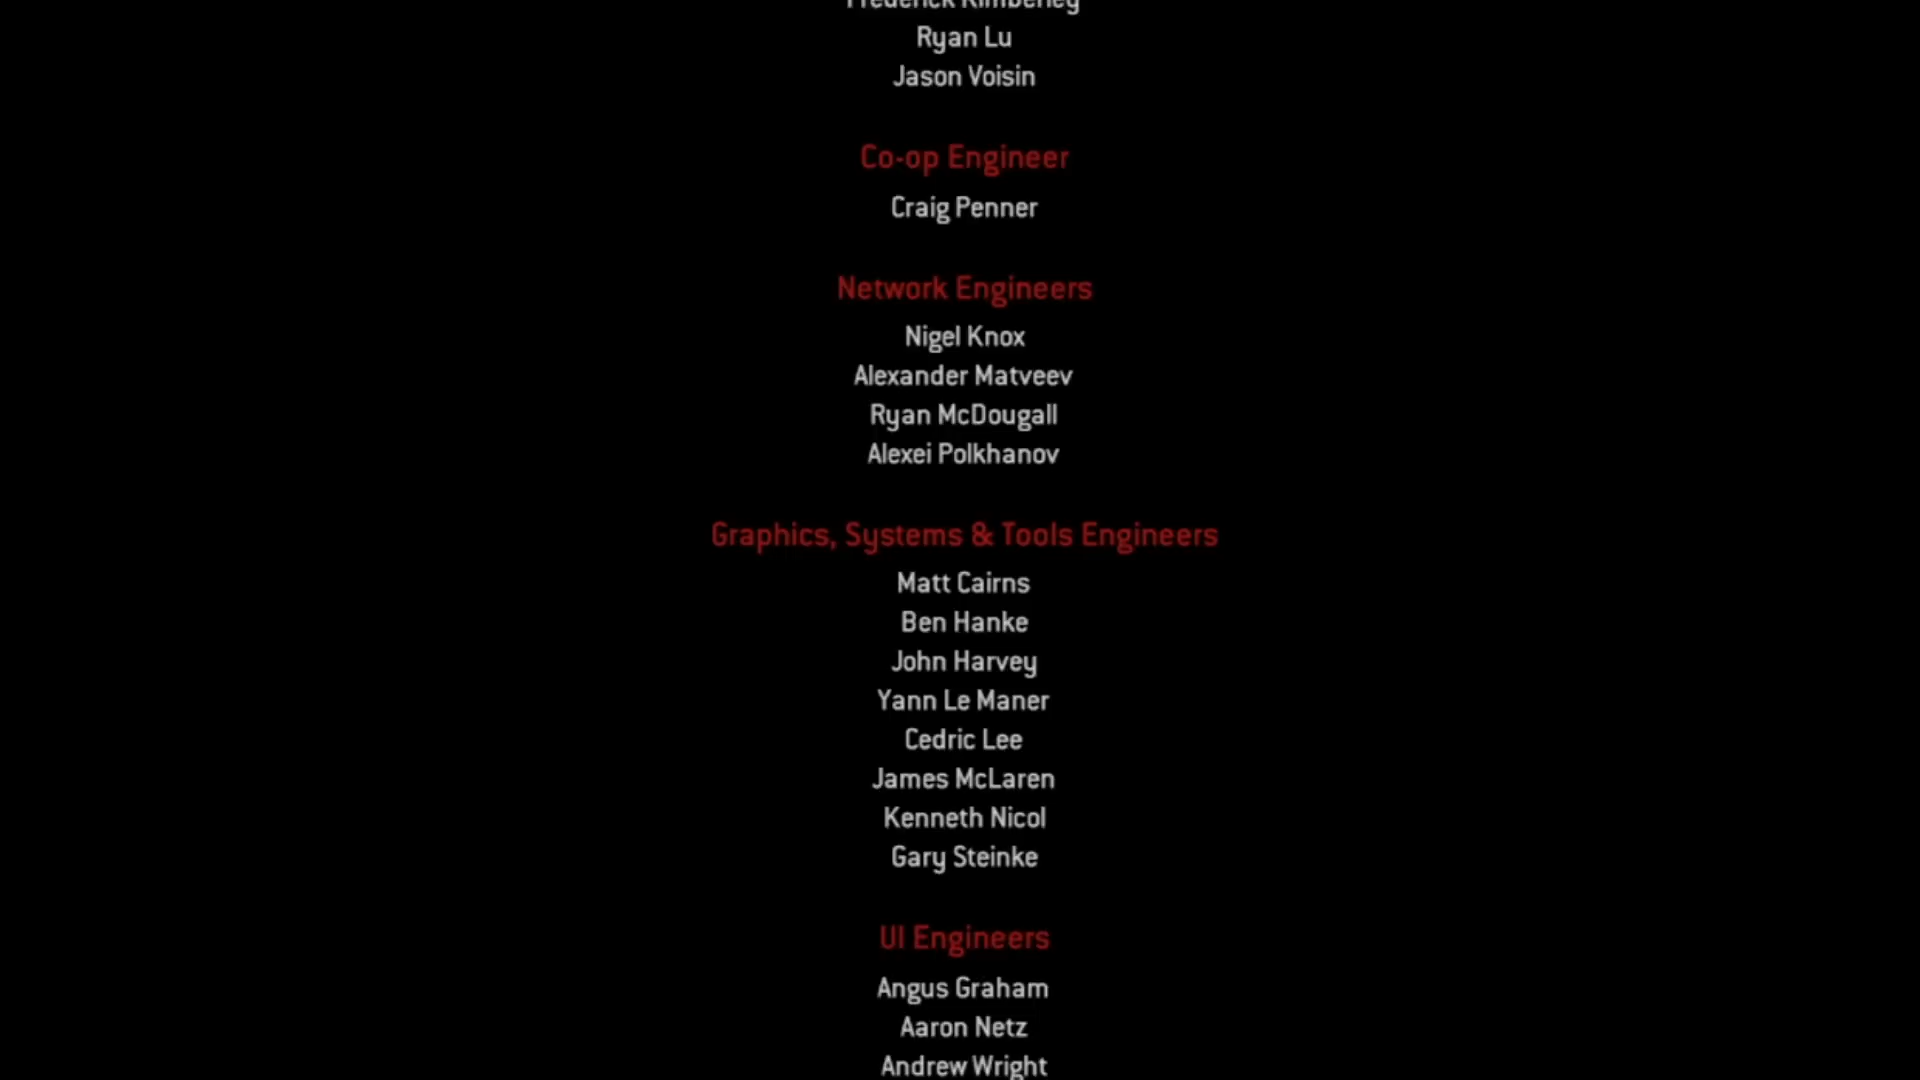 Frederick Kimberley
Ryan Lu
Jason Voisin
Co-op Engineer
Craig Penner
Network Engineers
Nigel Knox
Alexander Matveev
Ryan McDougall
Alexei Polkhanov
Graphics, Systems & Tools Engineers
Matt Cairns
Ben Hanke
John Harvey
Yann Le Maner
Cedric Lee
James McLaren
Kenneth Nicol
Gary Steinke
UI Engineers
Angus Graham
Aaron Netz
Andrew Wright